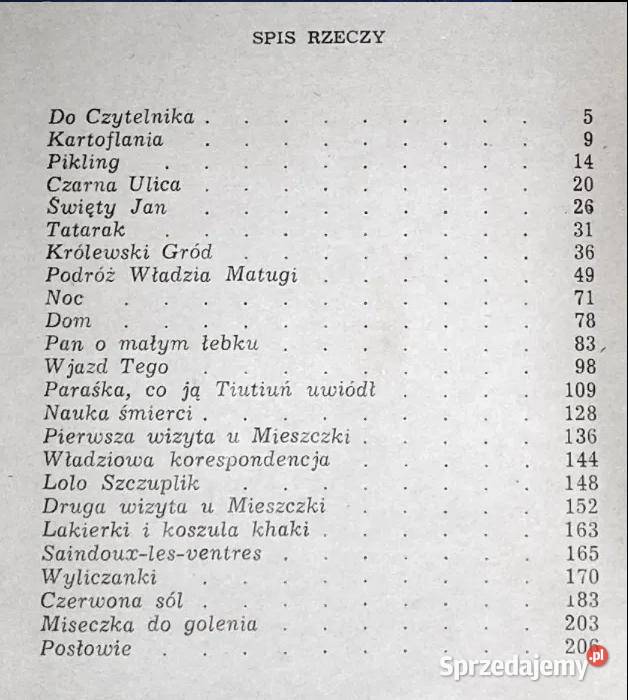 SPIS RZECZY
Do Czytelnika . . . . . . . . . 5
Kartoflania . . . . . . . . . 9
Pikling . . . . . . . . . . 14
Czarna Ulica . . . . . . . . . 20
Święty Jan . . . . . . . . . 26
Tatarak . . . . . . . . . . 31
Królewski Gród . . . . . . . . 36
Podróż Władzia Matugi . . . . . . 49
Noc . . . . . . . . . . . 71
Dom . . . . . . . . . . . 78
Pan o małym łebku . . . . . . . 83
Wjazd Tego . . . . . . . . . 98
Paraśka, co ją Tiutiuń uwiódł . . . . 109
Nauka śmierci . . . . . . . . . 128
Pierwsza wizyta u Mieszczki . . . . . 136
Władziowa korespondencja . . . . . 144
Lolo Szczuplik . . . . . . . . 148
Druga wizyta u Mieszczki . . . . . 152
Lakierki i koszula khaki . . . . . . 163
Saindoux-les-ventres . . . . . . . 165
Wyliczanki . . . . . . . . . 170
Czerwona sól . . . . . . . . . 183
Miseczka do golenia . . . . . . . 203
Posłowie . . . . . . . . . . 206
Sprzedajemy .pl